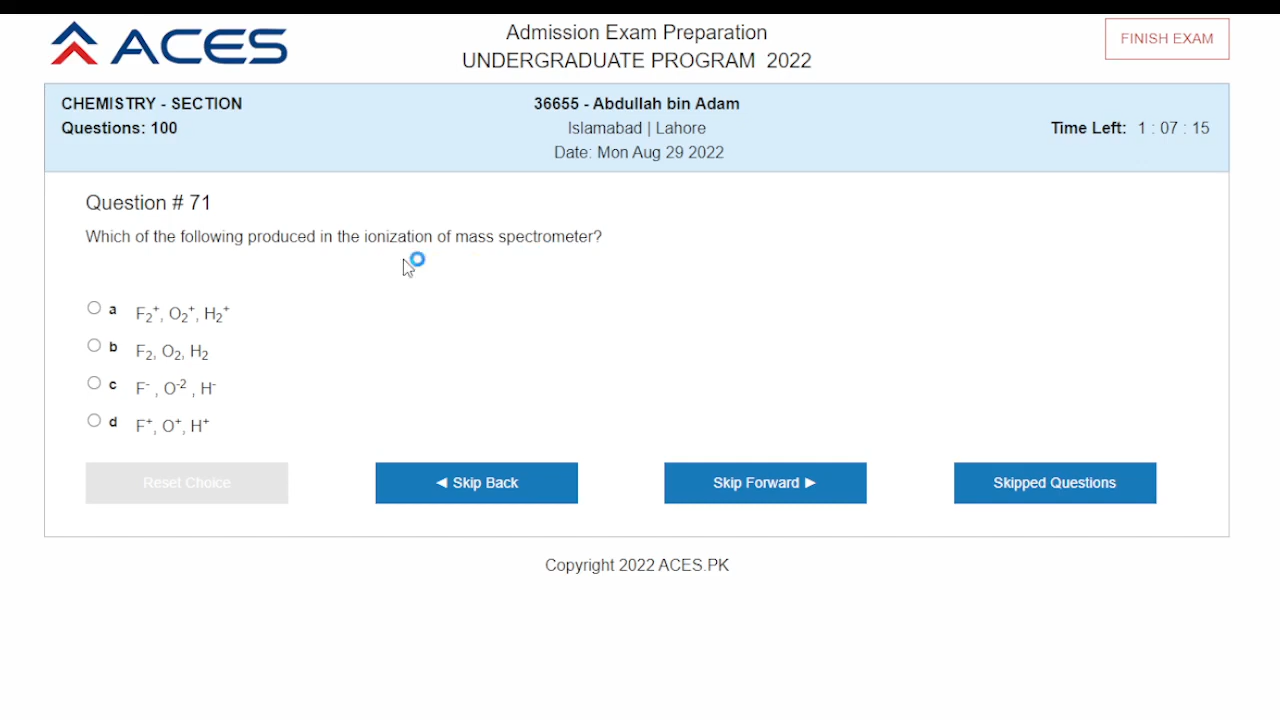 ACES
Admission Exam Preparation
UNDERGRADUATE PROGRAM 2022
FINISH EXAM
CHEMISTRY - SECTION
Questions: 100
36655 - Abdullah bin Adam
Islamabad | Lahore
Date: Mon Aug 29 2022
Time Left: 1 : 07 : 15
Question # 71
Which of the following produced in the ionization of mass spectrometer?
a F₂⁺, O₂⁺, H₂⁺
b F₂, O₂, H₂
c F⁻ , O⁻² , H⁻
d F⁺, O⁺, H⁺
Reset Choice
◄ Skip Back
Skip Forward ►
Skipped Questions
Copyright 2022 ACES.PK